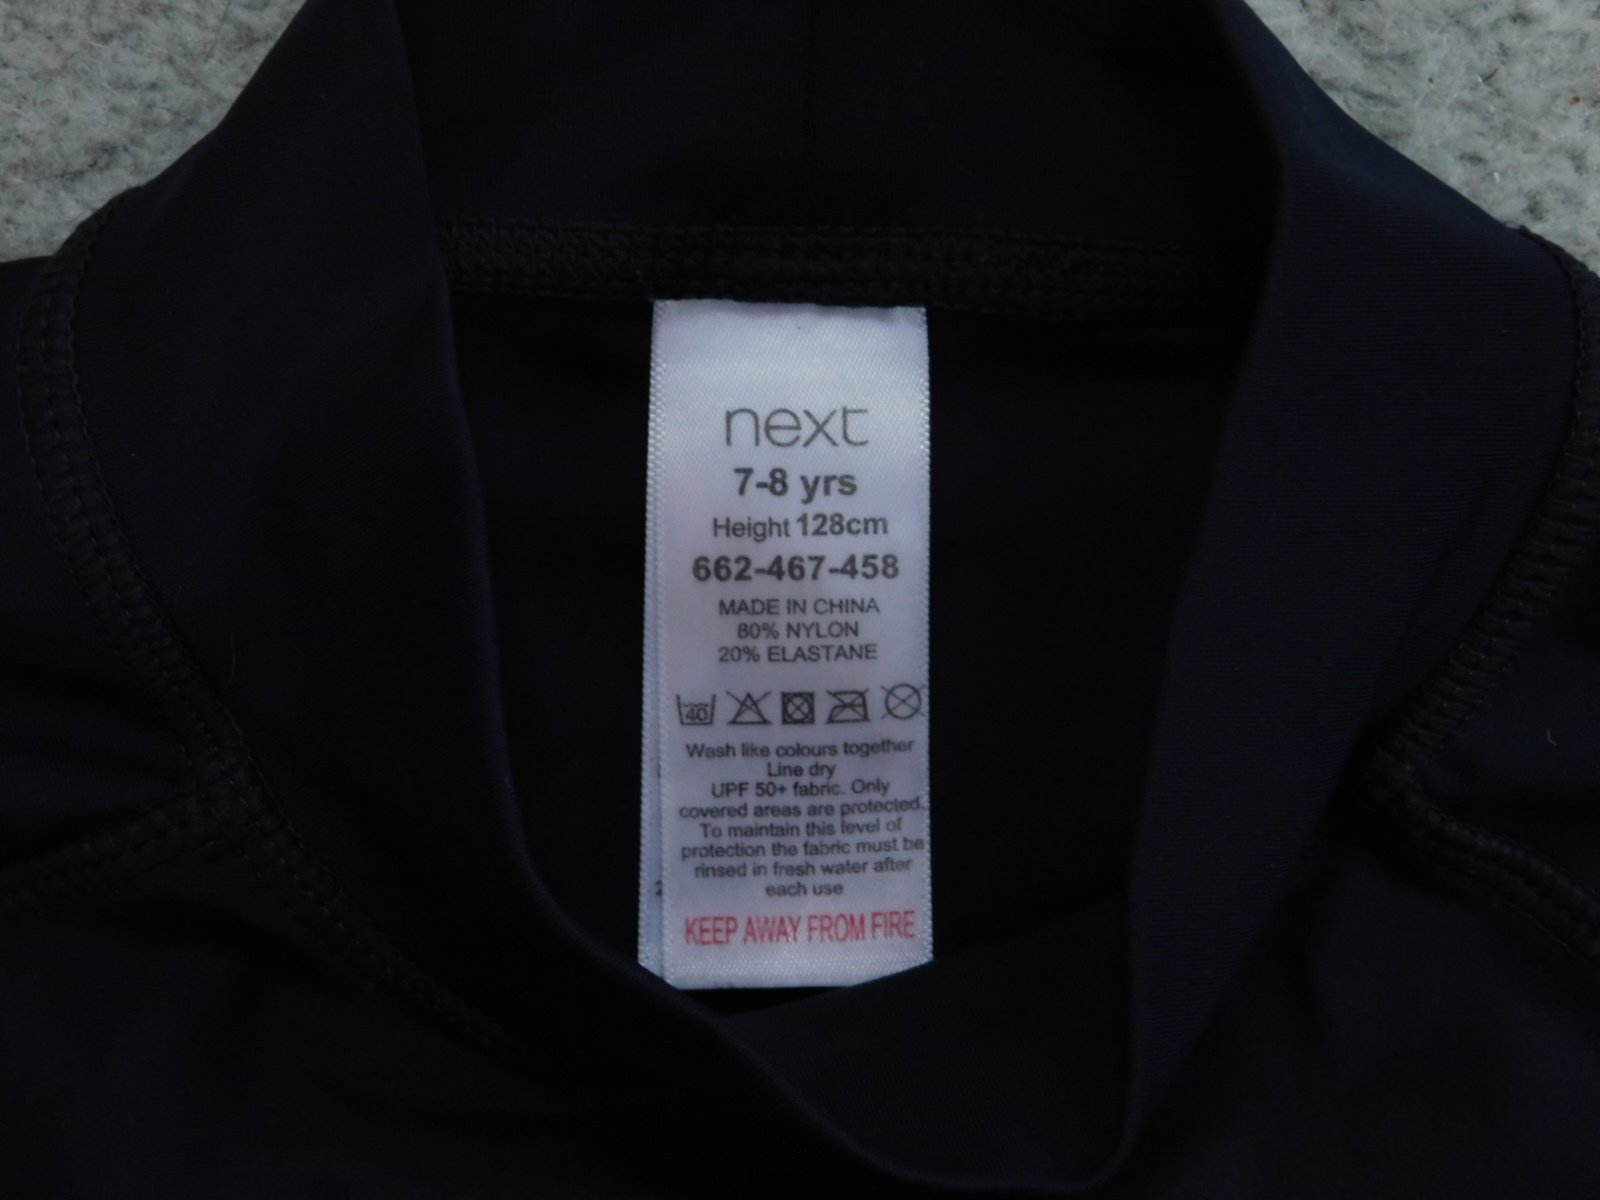 next
7-8 yrs
Height 128cm
662-467-458
MADE IN CHINA
80% NYLON
20% ELASTANE
40
Wash like colours together
Line dry
UPF 50+ fabric. Only
covered areas are protected.
To maintain this level of
protection the fabric must be
rinsed in fresh water after
each use
KEEP AWAY FROM FIRE